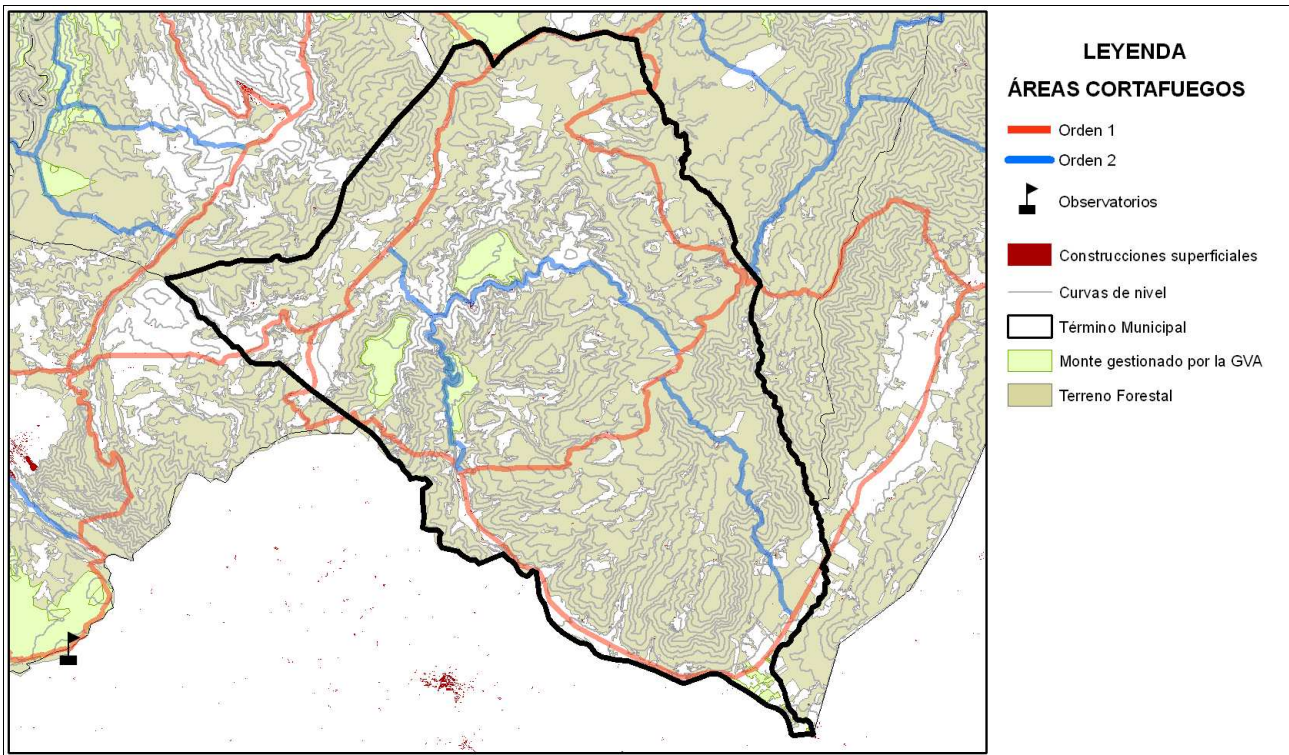 LEYENDA
ÁREAS CORTAFUEGOS
Orden 1
Orden 2
Observatorios
Construcciones superficiales
Curvas de nivel
Término Municipal
Monte gestionado por la GVA
Terreno Forestal